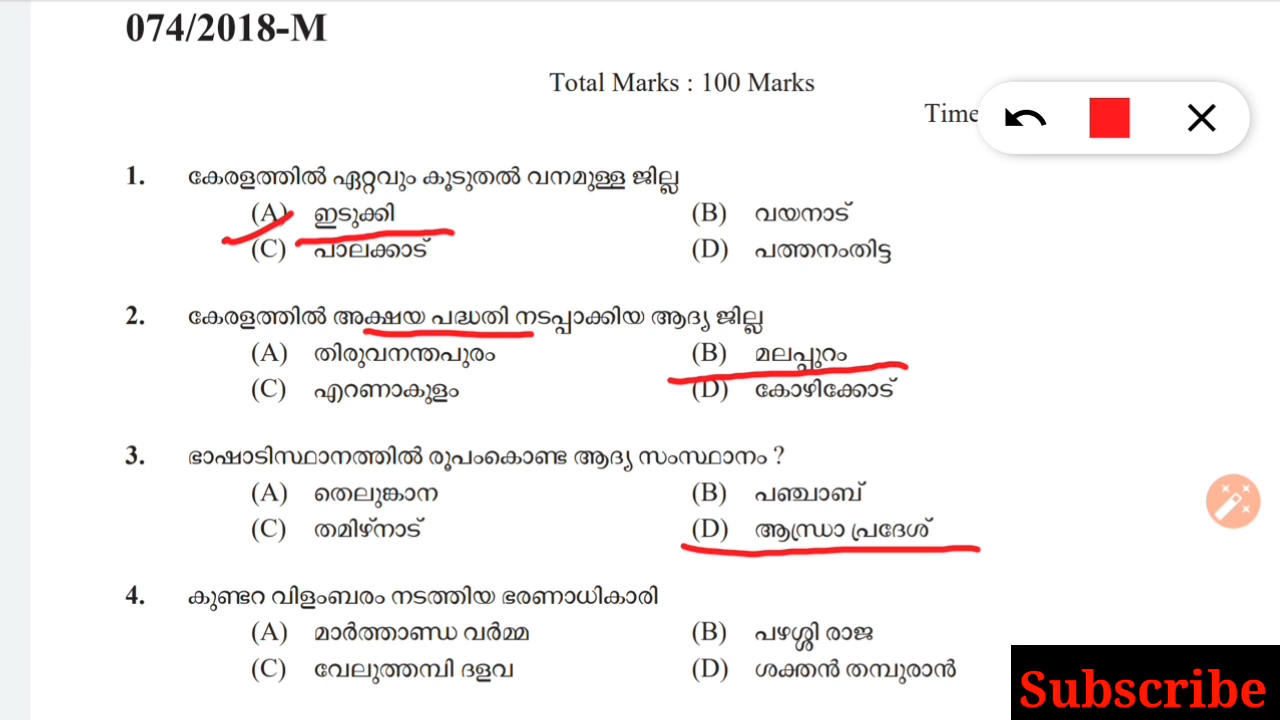 074/2018-M
Total Marks : 100 Marks
Time
1. കേരളത്തിൽ ഏറ്റവും കൂടുതൽ വനമുള്ള ജില്ല
(A) ഇടുക്കി (B) വയനാട്
(C) പാലക്കാട് (D) പത്തനംതിട്ട
2. കേരളത്തിൽ അക്ഷയ പദ്ധതി നടപ്പാക്കിയ ആദ്യ ജില്ല
(A) തിരുവനന്തപുരം (B) മലപ്പുറം
(C) എറണാകുളം (D) കോഴിക്കോട്
3. ഭാഷാടിസ്ഥാനത്തിൽ രൂപംകൊണ്ട ആദ്യ സംസ്ഥാനം ?
(A) തെലുങ്കാന (B) പഞ്ചാബ്
(C) തമിഴ്നാട് (D) ആന്ധ്രാ പ്രദേശ്
4. കുണ്ടറ വിളംബരം നടത്തിയ ഭരണാധികാരി
(A) മാർത്താണ്ഡ വർമ്മ (B) പഴശ്ശി രാജ
(C) വേലുത്തമ്പി ദളവ (D) ശക്തൻ തമ്പുരാൻ
Subscribe